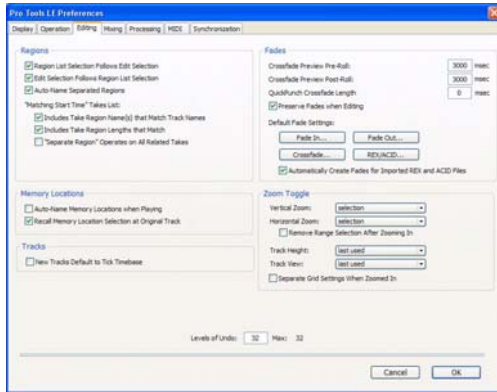 Pro Tools LE Preferences
Display Operation Editing Mixing Processing MIDI Synchronization
Regions
Region List Selection Follows Edit Selection
Edit Selection Follows Region List Selection
Auto-Name Separated Regions
"Matching Start Time" Takes List:
Includes Take Region Name(s) that Match Track Names
Includes Take Region Lengths that Match
"Separate Region" Operates on All Related Takes
Memory Locations
Auto-Name Memory Locations when Playing
Recall Memory Location Selection at Original Track
Tracks
New Tracks Default to Tick Timebase
Fades
Crossfade Preview Pre-Roll: 3000 msec
Crossfade Preview Post-Roll: 3000 msec
QuickPunch Crossfade Length 0 msec
Preserve Fades when Editing
Default Fade Settings:
Fade In... Fade Out...
Crossfade... REX/ACID...
Automatically Create Fades for Imported REX and ACID Files
Zoom Toggle
Vertical Zoom: selection
Horizontal Zoom: selection
Remove Range Selection After Zooming In
Track Height: last used
Track View: last used
Separate Grid Settings When Zoomed In
Levels of Undo: 32 Max: 32
Cancel OK